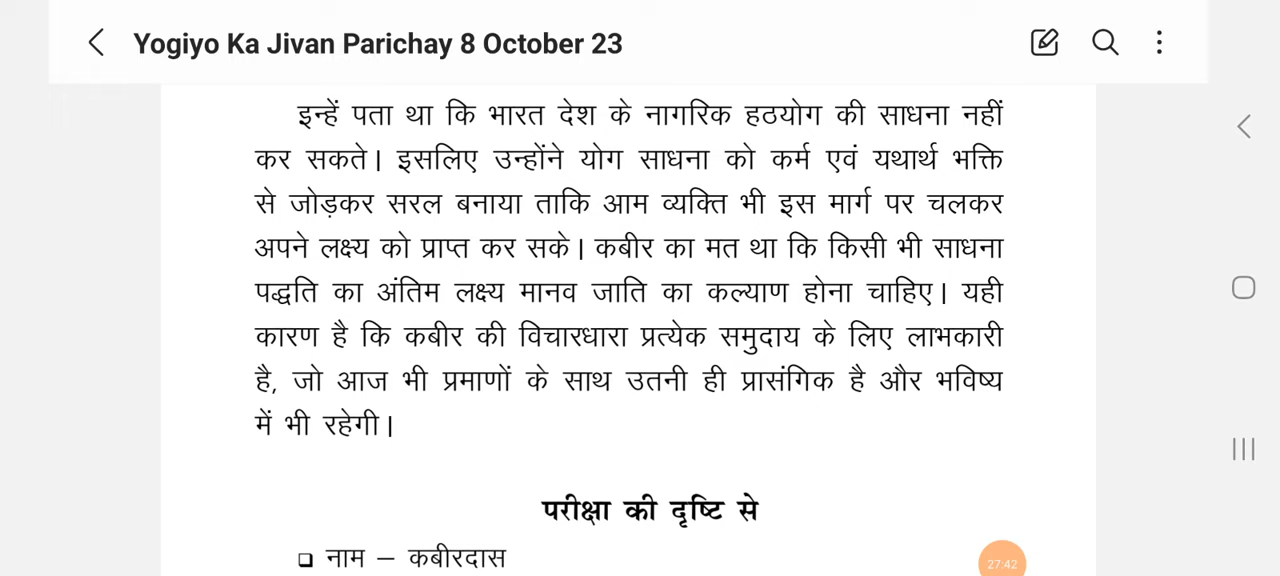 Yogiyo Ka Jivan Parichay 8 October 23
इन्हें पता था कि भारत देश के नागरिक हठयोग की साधना नहीं
कर सकते। इसलिए उन्होंने योग साधना को कर्म एवं यथार्थ भक्ति
से जोड़कर सरल बनाया ताकि आम व्यक्ति भी इस मार्ग पर चलकर
अपने लक्ष्य को प्राप्त कर सके। कबीर का मत था कि किसी भी साधना
पद्धति का अंतिम लक्ष्य मानव जाति का कल्याण होना चाहिए। यही
कारण है कि कबीर की विचारधारा प्रत्येक समुदाय के लिए लाभकारी
है, जो आज भी प्रमाणों के साथ उतनी ही प्रासंगिक है और भविष्य
में भी रहेगी।
परीक्षा की दृष्टि से
❑ नाम – कबीरदास
27:42